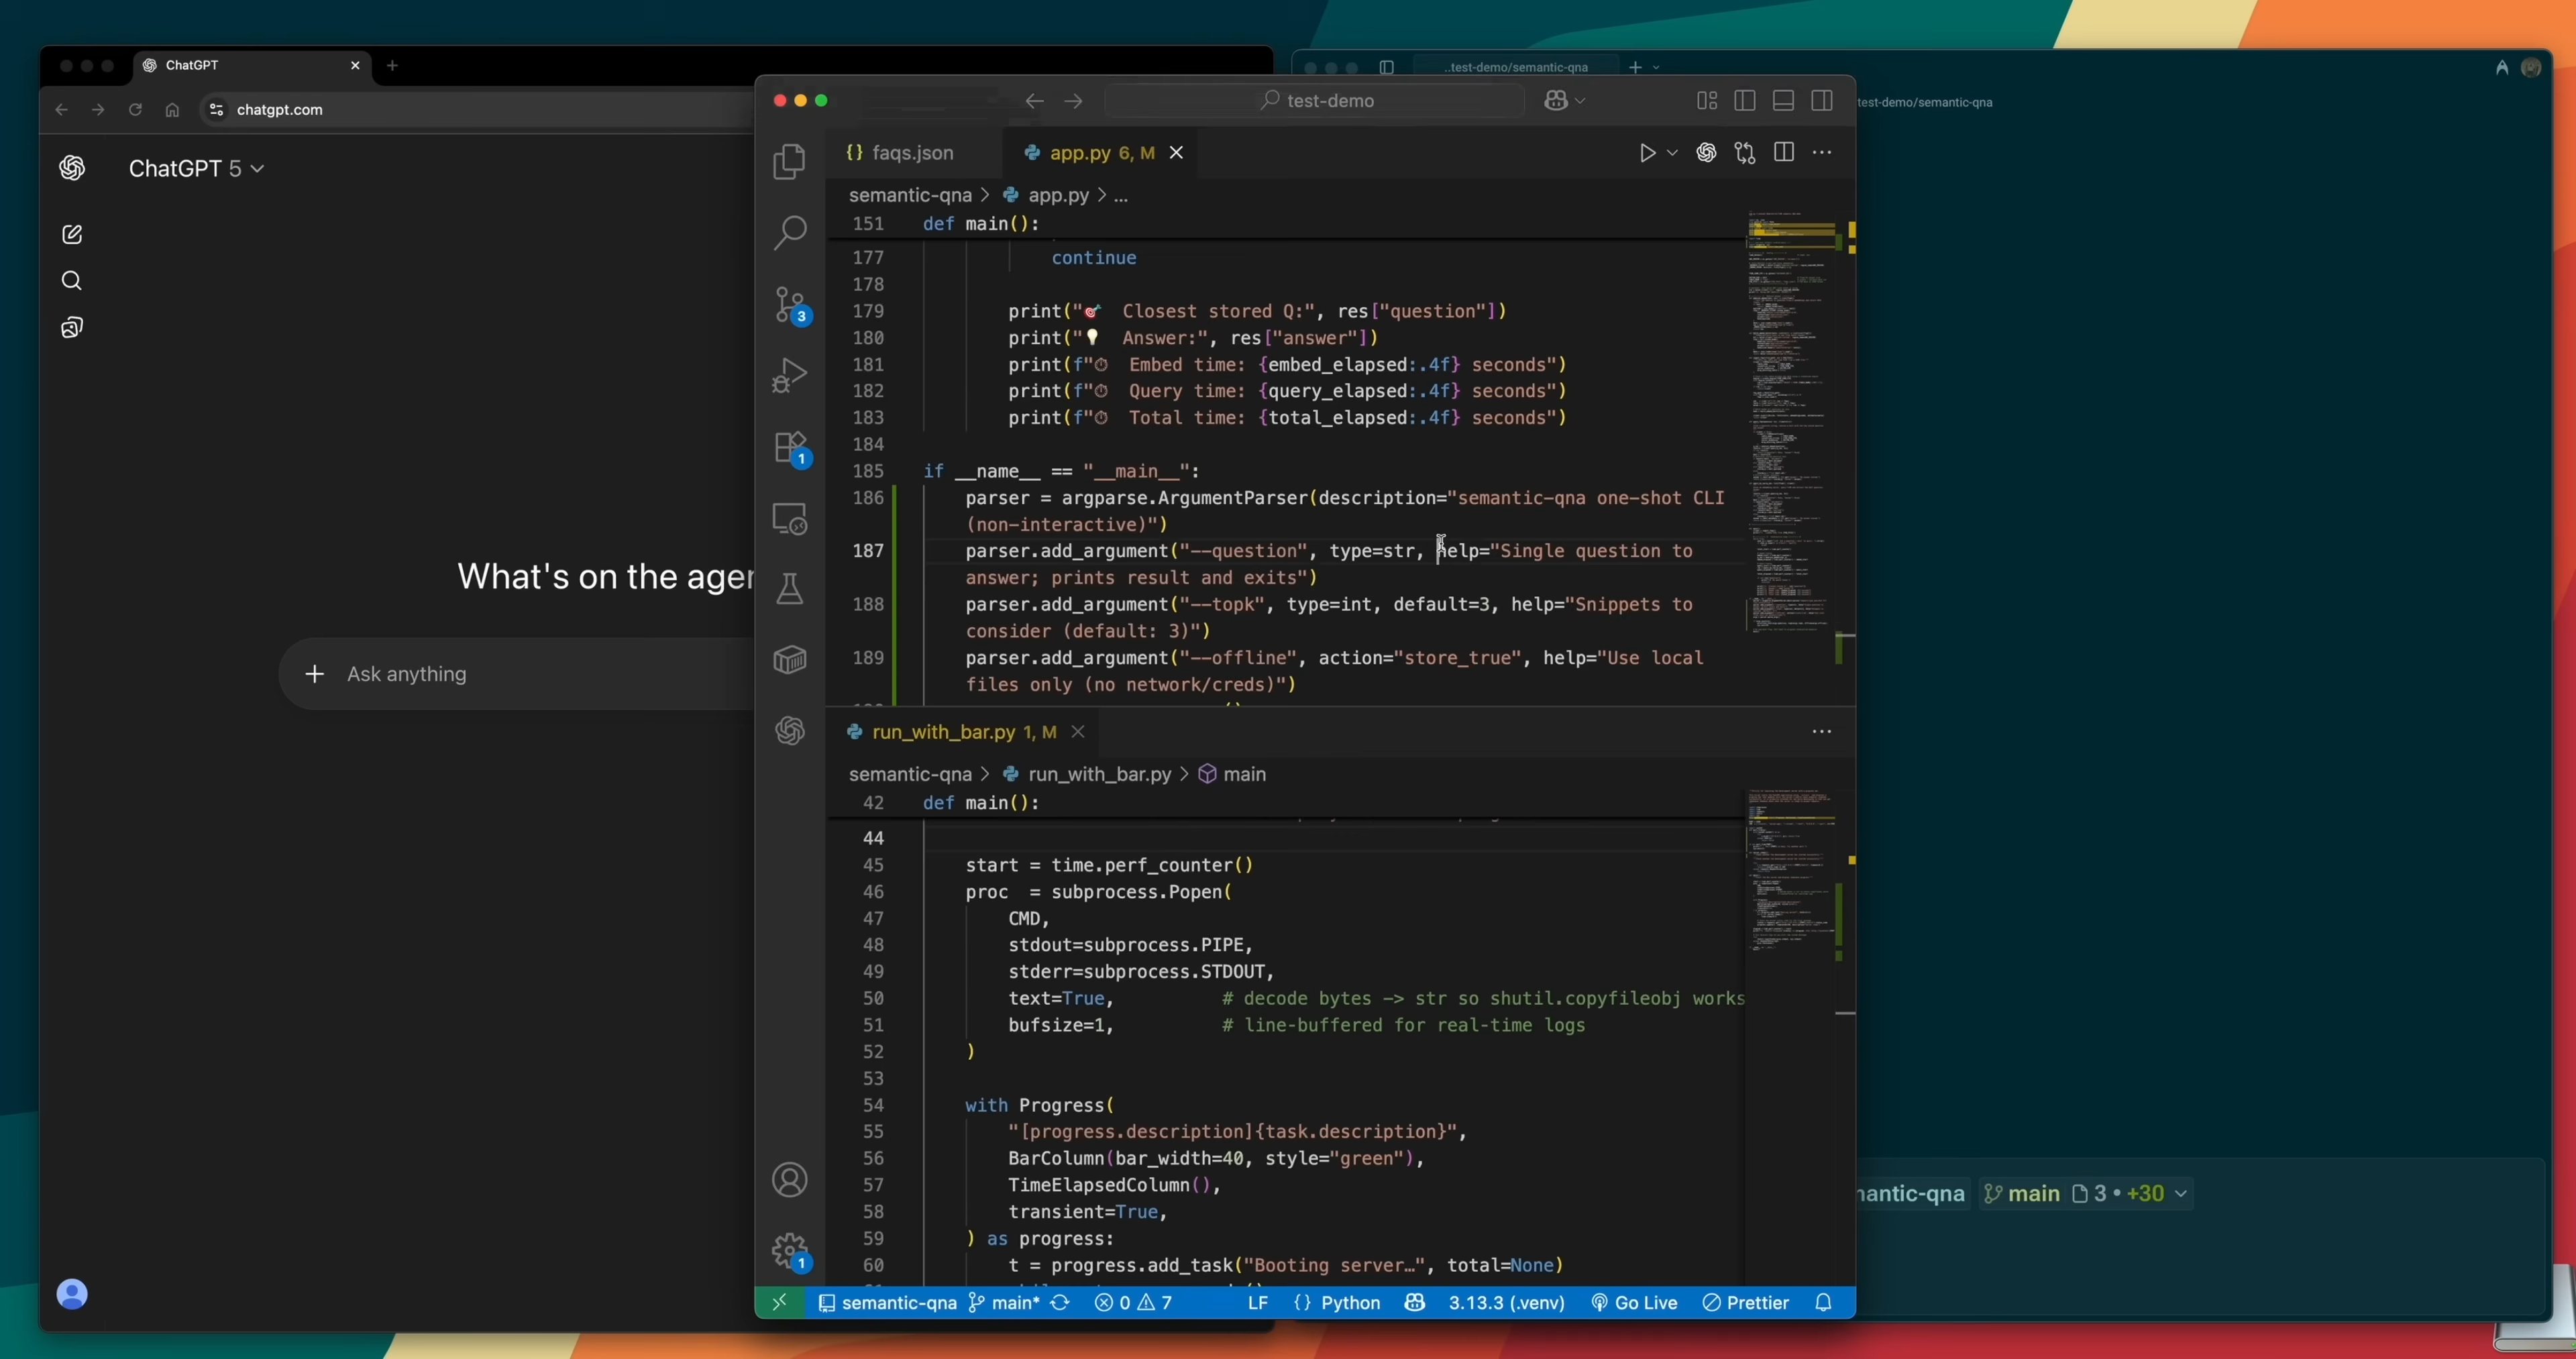 ChatGPT
chatgpt.com
ChatGPT 5
What's on the agen
Ask anything
..test-demo/semantic-qna
test-demo/semantic-qna
test-demo
{} faqs.json
app.py 6, M
semantic-qna > app.py > ...
151 def main():
177 continue
178
179 print("🎯 Closest stored Q:", res["question"])
180 print("💡 Answer:", res["answer"])
181 print(f"⏱ Embed time: {embed_elapsed:.4f} seconds")
182 print(f"⏱ Query time: {query_elapsed:.4f} seconds")
183 print(f"⏱ Total time: {total_elapsed:.4f} seconds")
184
185 if __name__ == "__main__":
186 parser = argparse.ArgumentParser(description="semantic-qna one-shot CLI
(non-interactive)")
187 parser.add_argument("--question", type=str, help="Single question to
answer; prints result and exits")
188 parser.add_argument("--topk", type=int, default=3, help="Snippets to
consider (default: 3)")
189 parser.add_argument("--offline", action="store_true", help="Use local
files only (no network/creds)")
3
1
run_with_bar.py 1, M
semantic-qna > run_with_bar.py > main
42 def main():
44
45 start = time.perf_counter()
46 proc = subprocess.Popen(
47 CMD,
48 stdout=subprocess.PIPE,
49 stderr=subprocess.STDOUT,
50 text=True, # decode bytes -> str so shutil.copyfileobj works
51 bufsize=1, # line-buffered for real-time logs
52 )
53
54 with Progress(
55 "[progress.description]{task.description}",
56 BarColumn(bar_width=40, style="green"),
57 TimeElapsedColumn(),
58 transient=True,
59 ) as progress:
60 t = progress.add_task("Booting server…", total=None)
1
semantic-qna main* 0 7 LF {} Python 3.13.3 (.venv) Go Live Prettier
mantic-qna main 3 • +30